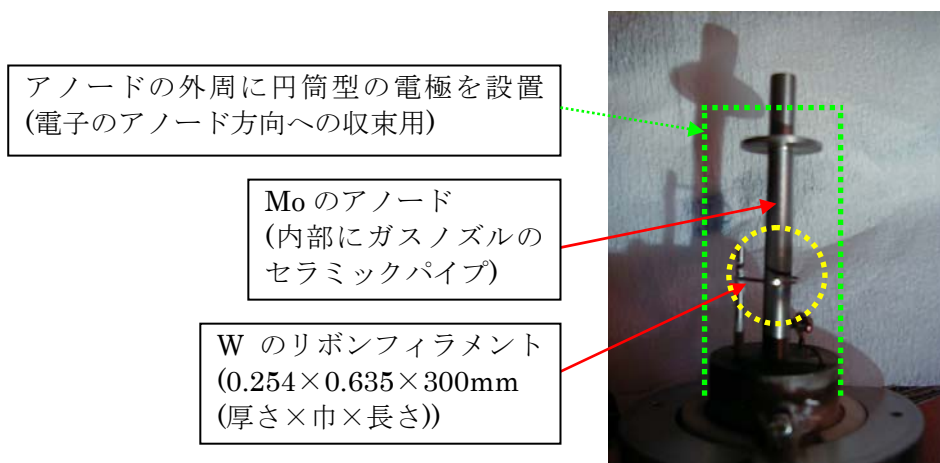 アノードの外周に円筒型の電極を設置
(電子のアノード方向への収束用)
Mo のアノード
(内部にガスノズルの
セラミックパイプ)
W のリボンフィラメント
(0.254×0.635×300mm
(厚さ×巾×長さ))